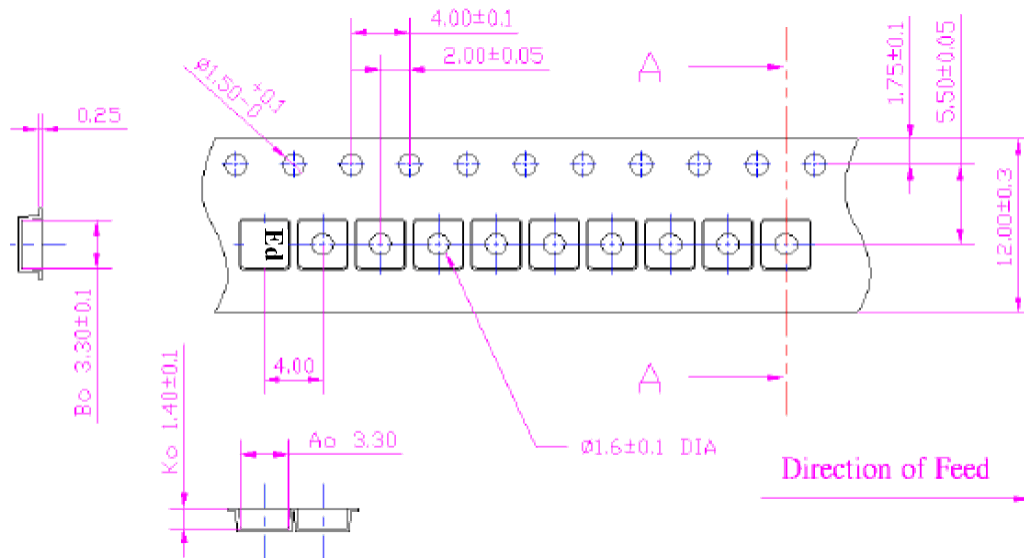 4.00±0.1
2.00±0.05
Ø1.50 +0.1 -0
0.25
A
1.75±0.1
5.50±0.05
12.00±0.3
Ed
Bo 3.30±0.1
4.00
A
Ko 1.40±0.1
Ao 3.30
Ø1.6±0.1 DIA
Direction of Feed